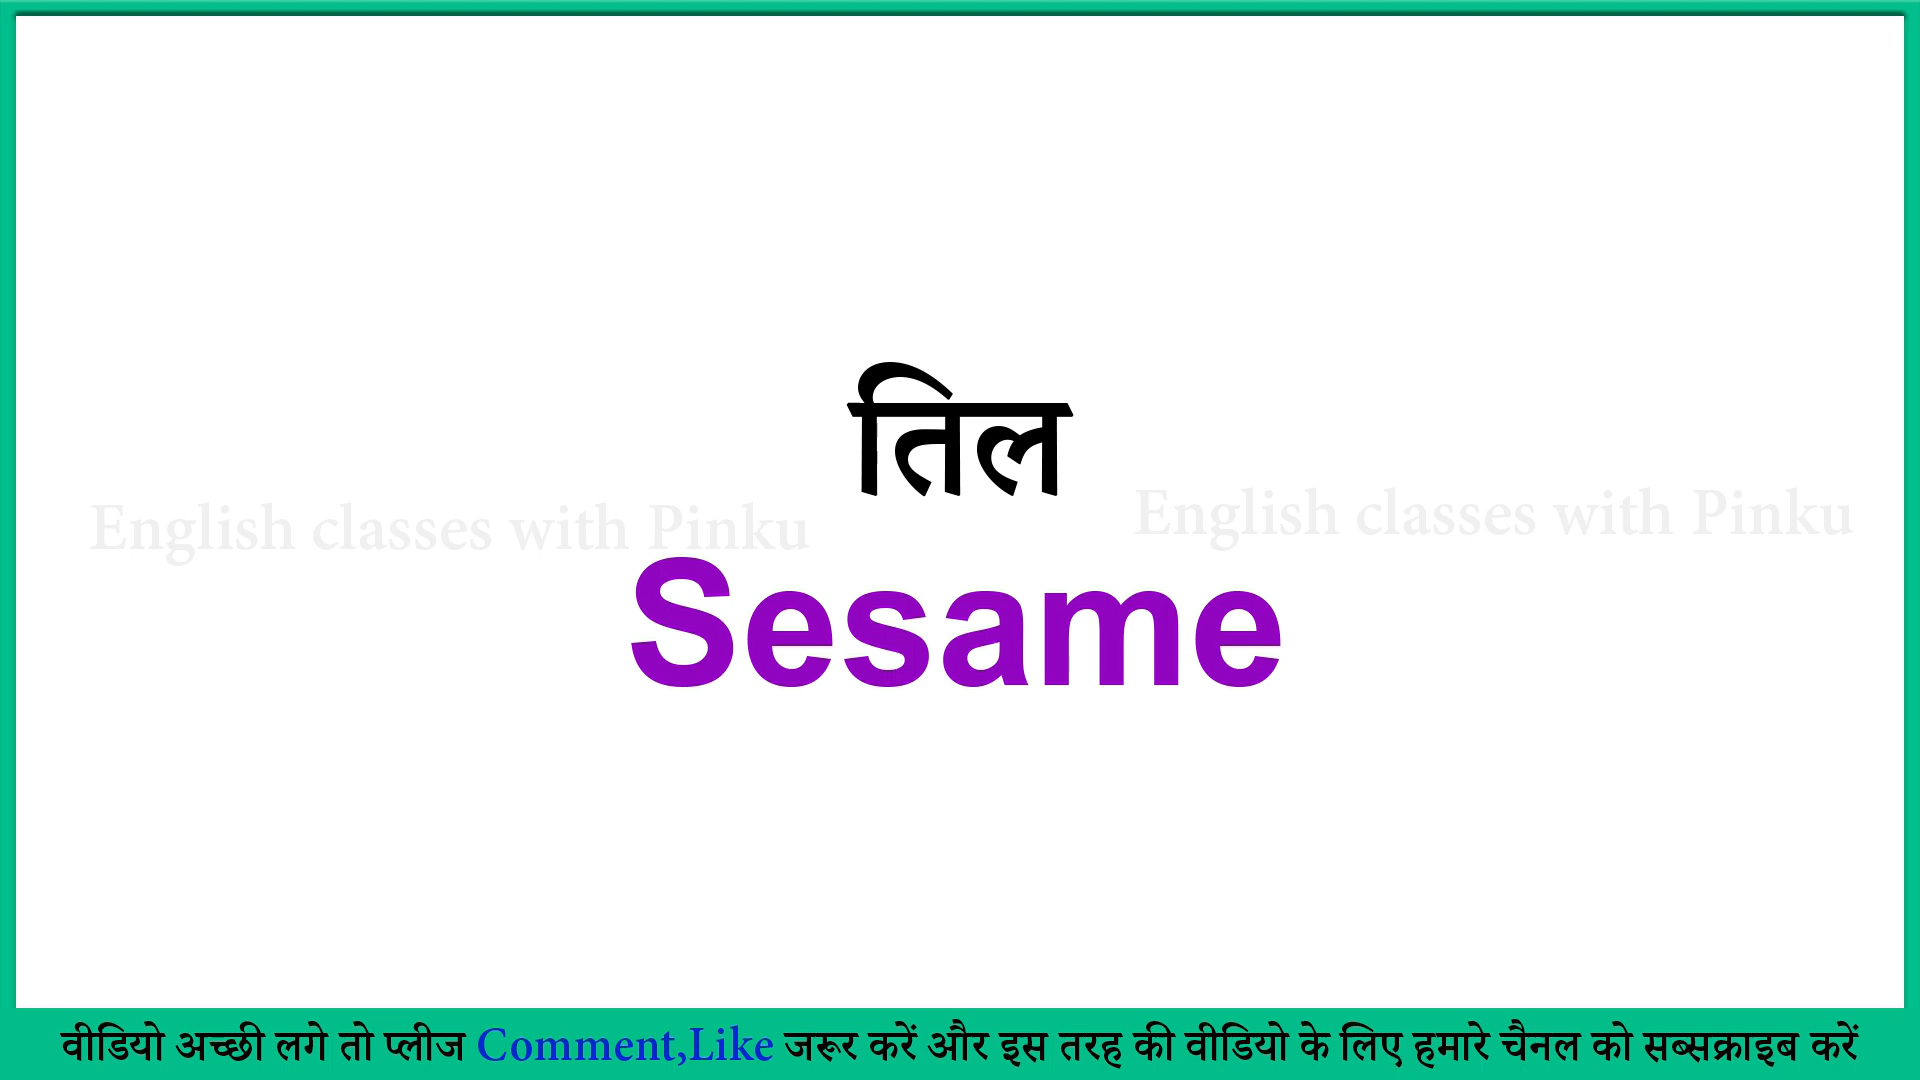 तिल
English classes with Pinku
English classes with Pinku
Sesame
वीडियो अच्छी लगे तो प्लीज Comment,Like जरूर करें और इस तरह की वीडियो के लिए हमारे चैनल को सब्सक्राइब करें